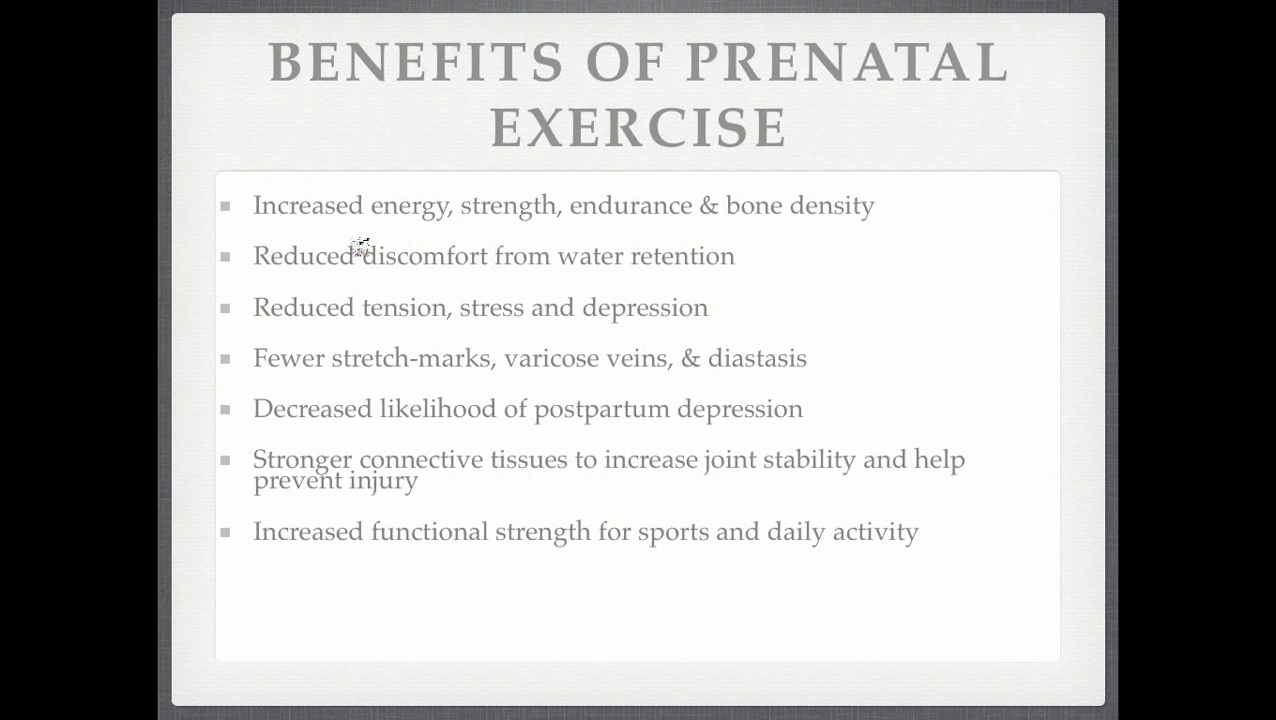 BENEFITS OF PRENATAL
EXERCISE
Increased energy, strength, endurance & bone density
Reduced discomfort from water retention
Reduced tension, stress and depression
Fewer stretch-marks, varicose veins, & diastasis
Decreased likelihood of postpartum depression
Stronger connective tissues to increase joint stability and help
prevent injury
Increased functional strength for sports and daily activity